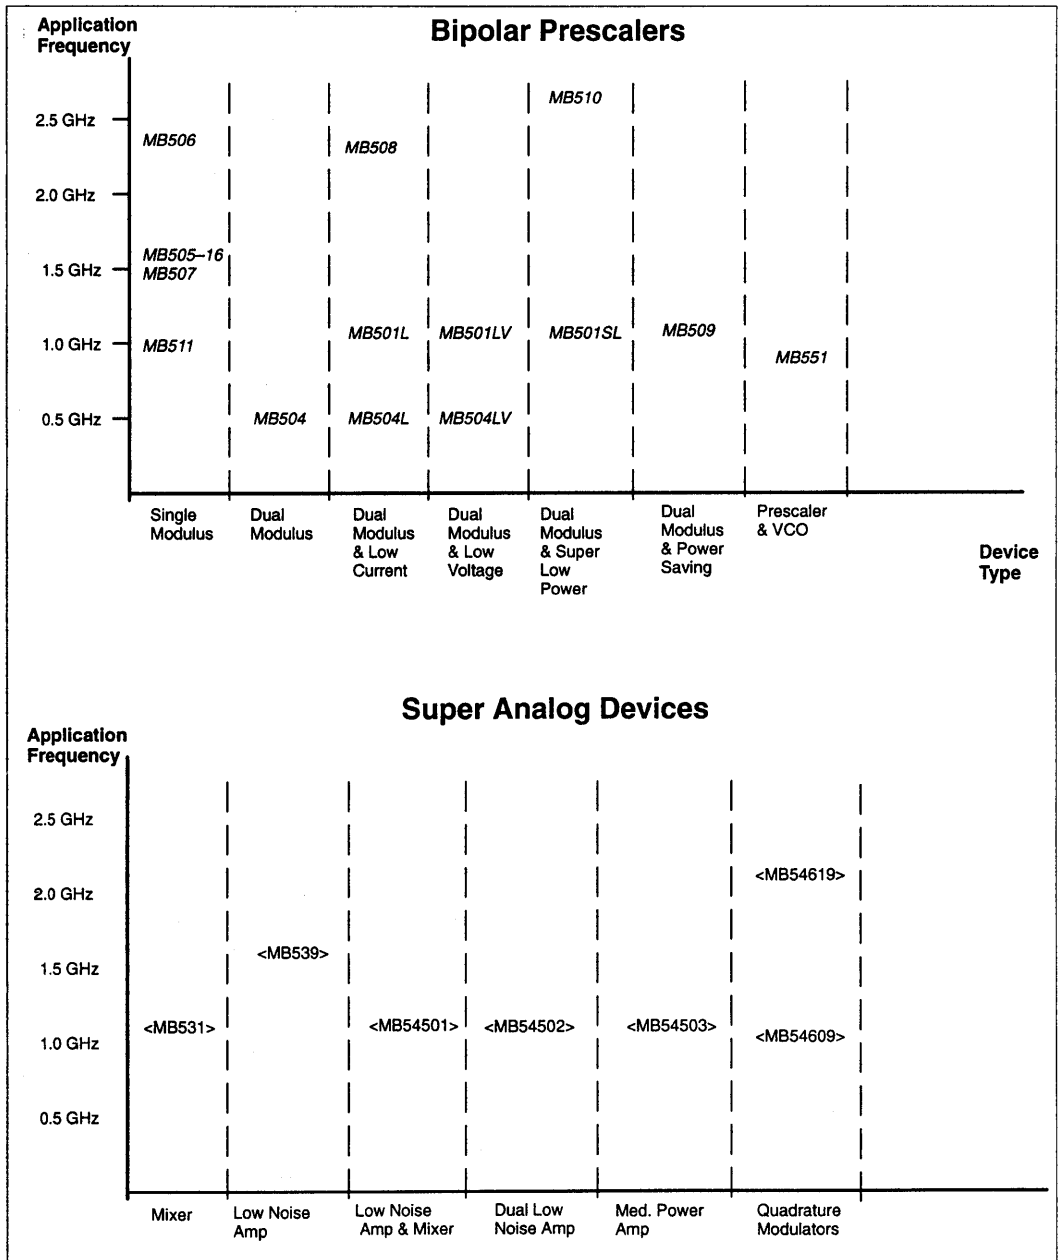 Application
Frequency
Bipolar Prescalers
MB510
2.5 GHz
MB506
MB508
2.0 GHz
MB505–16
1.5 GHz
MB507
MB501L
MB501LV
MB501SL
MB509
1.0 GHz
MB511
MB551
0.5 GHz
MB504
MB504L
MB504LV
Single
Modulus
Dual
Modulus
Dual
Modulus
& Low
Current
Dual
Modulus
& Low
Voltage
Dual
Modulus
& Super
Low
Power
Dual
Modulus
& Power
Saving
Prescaler
& VCO
Device
Type
Super Analog Devices
Application
Frequency
2.5 GHz
<MB54619>
2.0 GHz
<MB539>
1.5 GHz
<MB531>
<MB54501>
<MB54502>
<MB54503>
1.0 GHz
<MB54609>
0.5 GHz
Mixer
Low Noise
Amp
Low Noise
Amp & Mixer
Dual Low
Noise Amp
Med. Power
Amp
Quadrature
Modulators